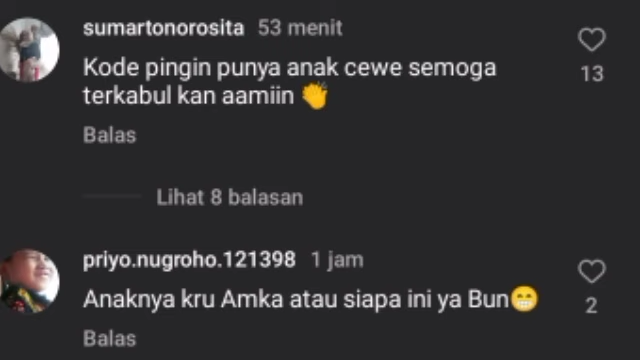 sumartonorosita 53 menit
Kode pingin punya anak cewe semoga
terkabul kan aamiin 👏
13
Balas
Lihat 8 balasan
priyo.nugroho.121398 1 jam
Anaknya kru Amka atau siapa ini ya Bun😁
2
Balas